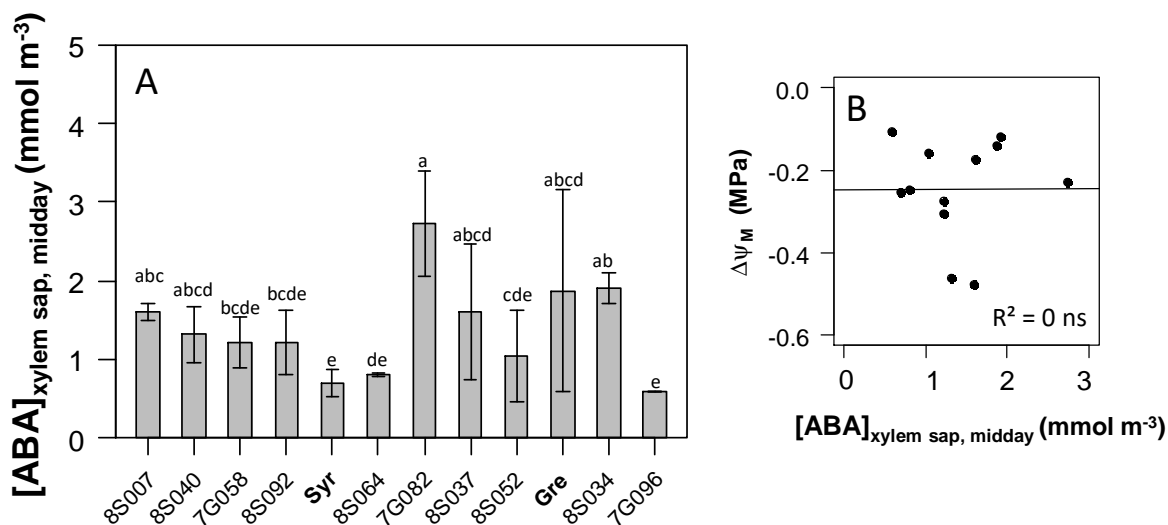 A
[ABA]xylem sap, midday (mmol m-3)
5
4
3
2
1
0
abc
abcd
bcde
bcde
e
de
a
abcd
cde
abcd
ab
e
8S007
8S040
7G058
8S092
Syr
8S064
7G082
8S037
8S052
Gre
8S034
7G096
B
ΔψM (MPa)
0.0
-0.2
-0.4
-0.6
R² = 0 ns
0 1 2 3
[ABA]xylem sap, midday (mmol m-3)